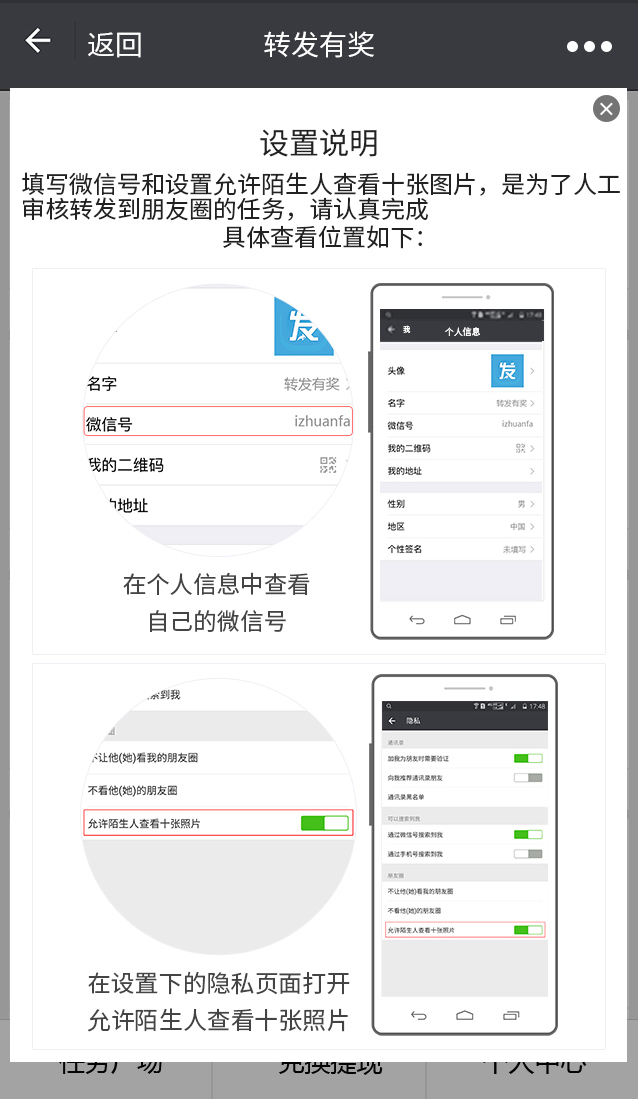 返回
转发有奖
设置说明
填写微信号和设置允许陌生人查看十张图片，是为了人工
审核转发到朋友圈的任务，请认真完成
具体查看位置如下：
发
名字
转发有奖
微信号
izhuanfa
我的二维码
地址
在个人信息中查看
自己的微信号
17:48
我
个人信息
头像
发
名字
转发有奖
微信号
izhuanfa
我的二维码
我的地址
性别
男
地区
中国
个性签名
未填写
索到我
不让他(她)看我的朋友圈
不看他(她)的朋友圈
允许陌生人查看十张照片
在设置下的隐私页面打开
允许陌生人查看十张照片
17:48
隐私
通讯录
加我为朋友时需要验证
向我推荐通讯录朋友
通讯录黑名单
可以搜索到我
通过微信号搜索到我
通过手机号搜索到我
朋友圈
不让他(她)看我的朋友圈
不看他(她)的朋友圈
允许陌生人查看十张照片
任务广场
兑换提现
个人中心